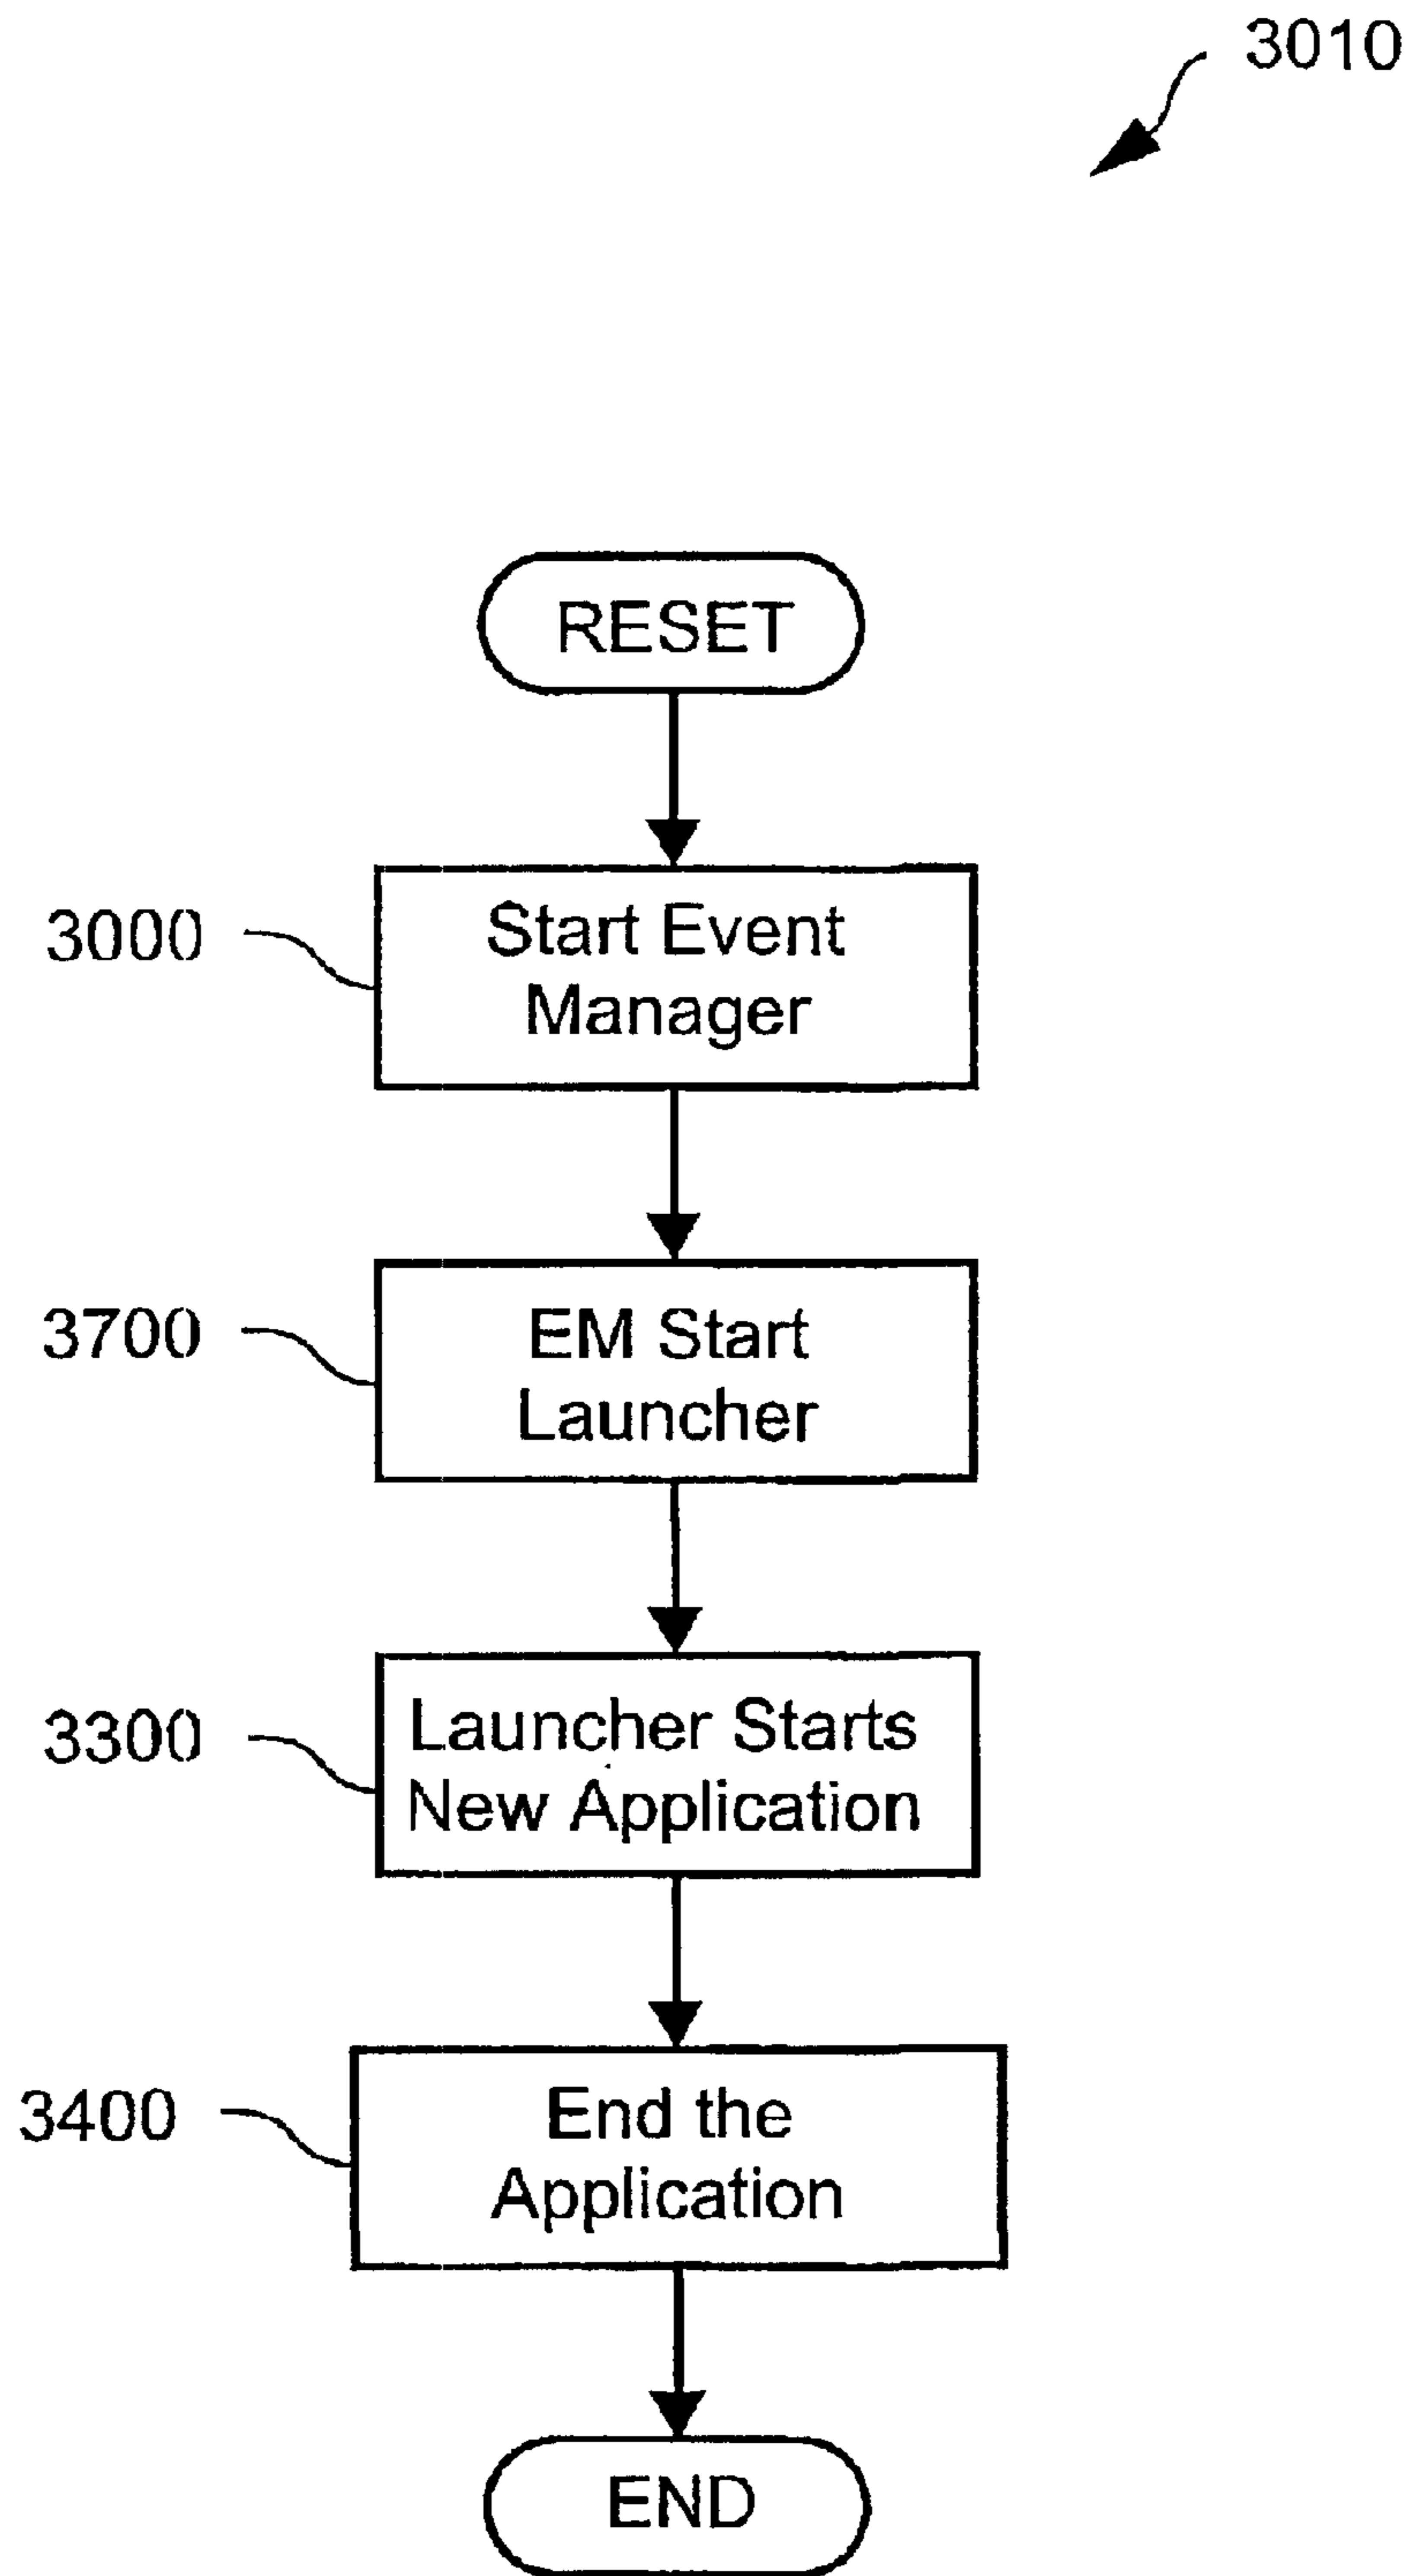 3010
RESET
3000
Start Event
Manager
3700
EM Start
Launcher
3300
Launcher Starts
New Application
3400
End the
Application
END